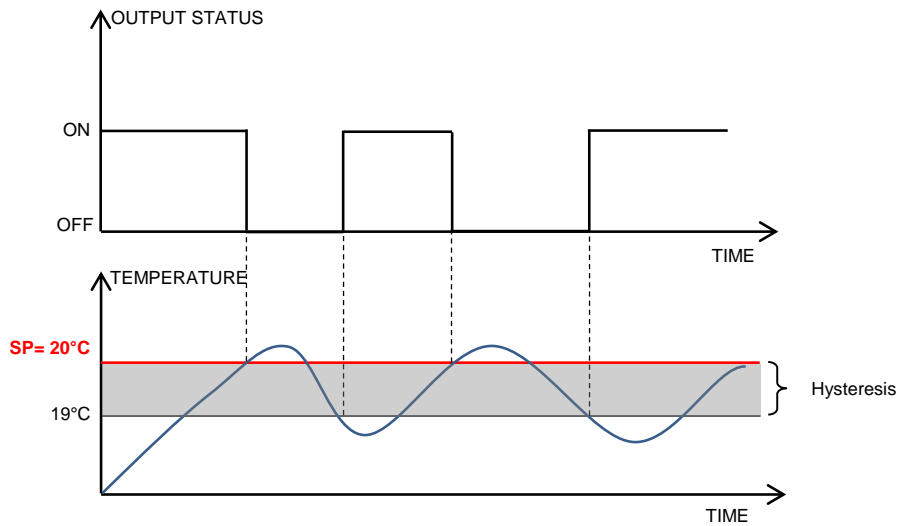 OUTPUT STATUS
ON
OFF
TIME
TEMPERATURE
SP= 20°C
19°C
Hysteresis
TIME